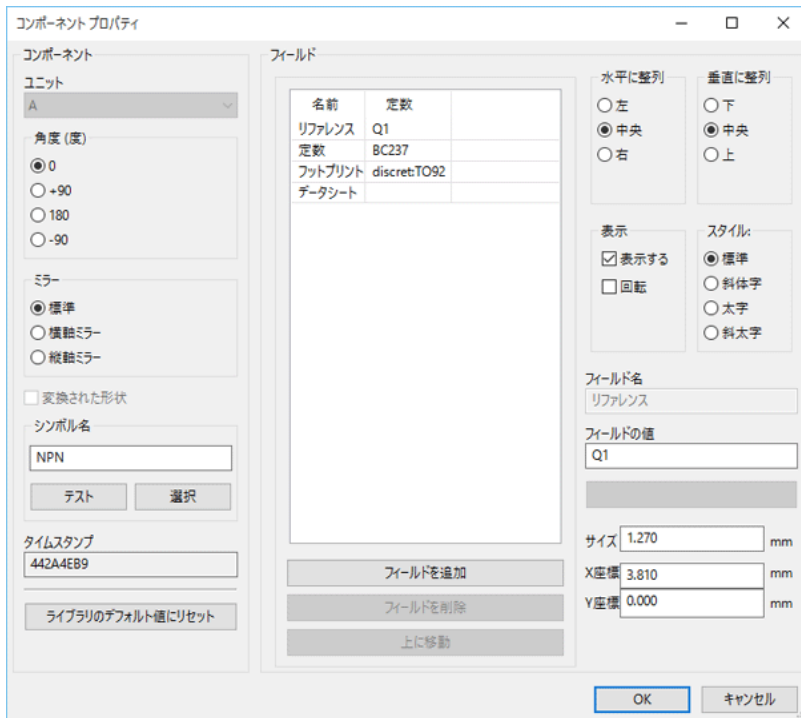 コンポーネント プロパティ
コンポーネント
ユニット
A
角度 (度)
0
+90
180
-90
ミラー
標準
横軸ミラー
縦軸ミラー
変換された形状
シンボル名
NPN
テスト 選択
タイムスタンプ
442A4EB9
ライブラリのデフォルト値にリセット
フィールド
名前 定数
リファレンス Q1
定数 BC237
フットプリント discret:TO92
データシート
フィールドを追加
フィールドを削除
上に移動
水平に整列
左
中央
右
垂直に整列
下
中央
上
表示
表示する
回転
スタイル:
標準
斜体字
太字
斜太字
フィールド名
リファレンス
フィールドの値
Q1
サイズ 1.270 mm
X座標 3.810 mm
Y座標 0.000 mm
OK キャンセル